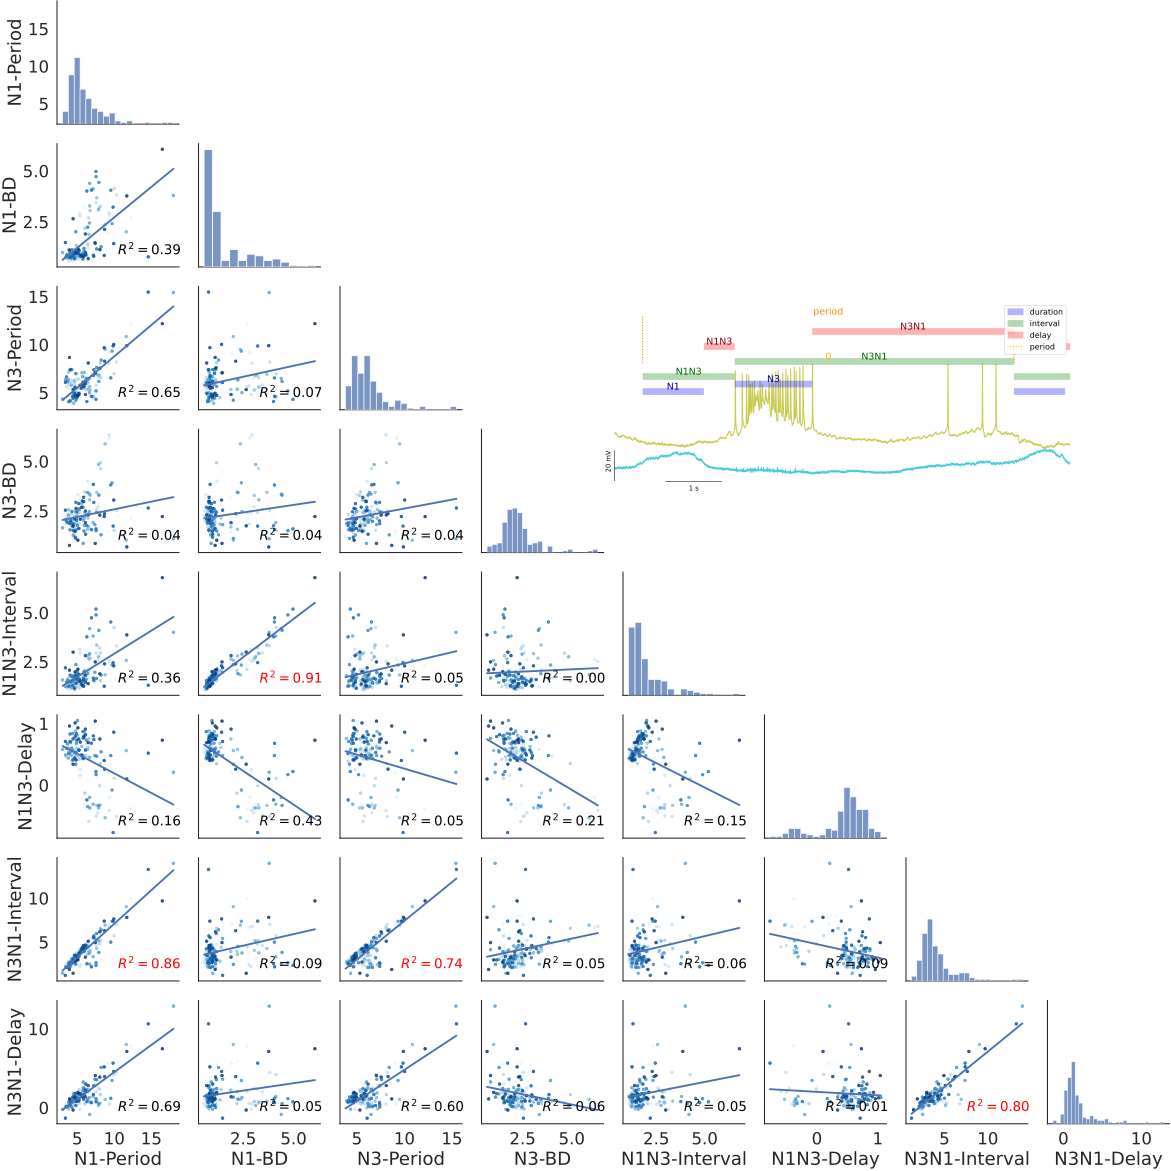 N1-Period
15
10
5
N1-BD
5.0
2.5
R² = 0.39
N3-Period
15
10
5
R² = 0.65
R² = 0.07
period
N3N1
N1N3
0
N3N1
N1N3
N1
N3
duration
interval
delay
period
20 mV
1 s
N3-BD
5.0
2.5
R² = 0.04
R² = 0.04
R² = 0.04
N1N3-Interval
5.0
2.5
R² = 0.36
R² = 0.91
R² = 0.05
R² = 0.00
N1N3-Delay
1
0
R² = 0.16
R² = 0.43
R² = 0.05
R² = 0.21
R² = 0.15
N3N1-Interval
10
5
R² = 0.86
R² = 0.09
R² = 0.74
R² = 0.05
R² = 0.06
R² = 0.09
N3N1-Delay
10
0
R² = 0.69
R² = 0.05
R² = 0.60
R² = 0.06
R² = 0.05
R² = 0.01
R² = 0.80
5 10 15
2.5 5.0
5 10 15
2.5 5.0
2.5 5.0
0 1
5 10
0 10
N1-Period
N1-BD
N3-Period
N3-BD
N1N3-Interval
N1N3-Delay
N3N1-Interval
N3N1-Delay